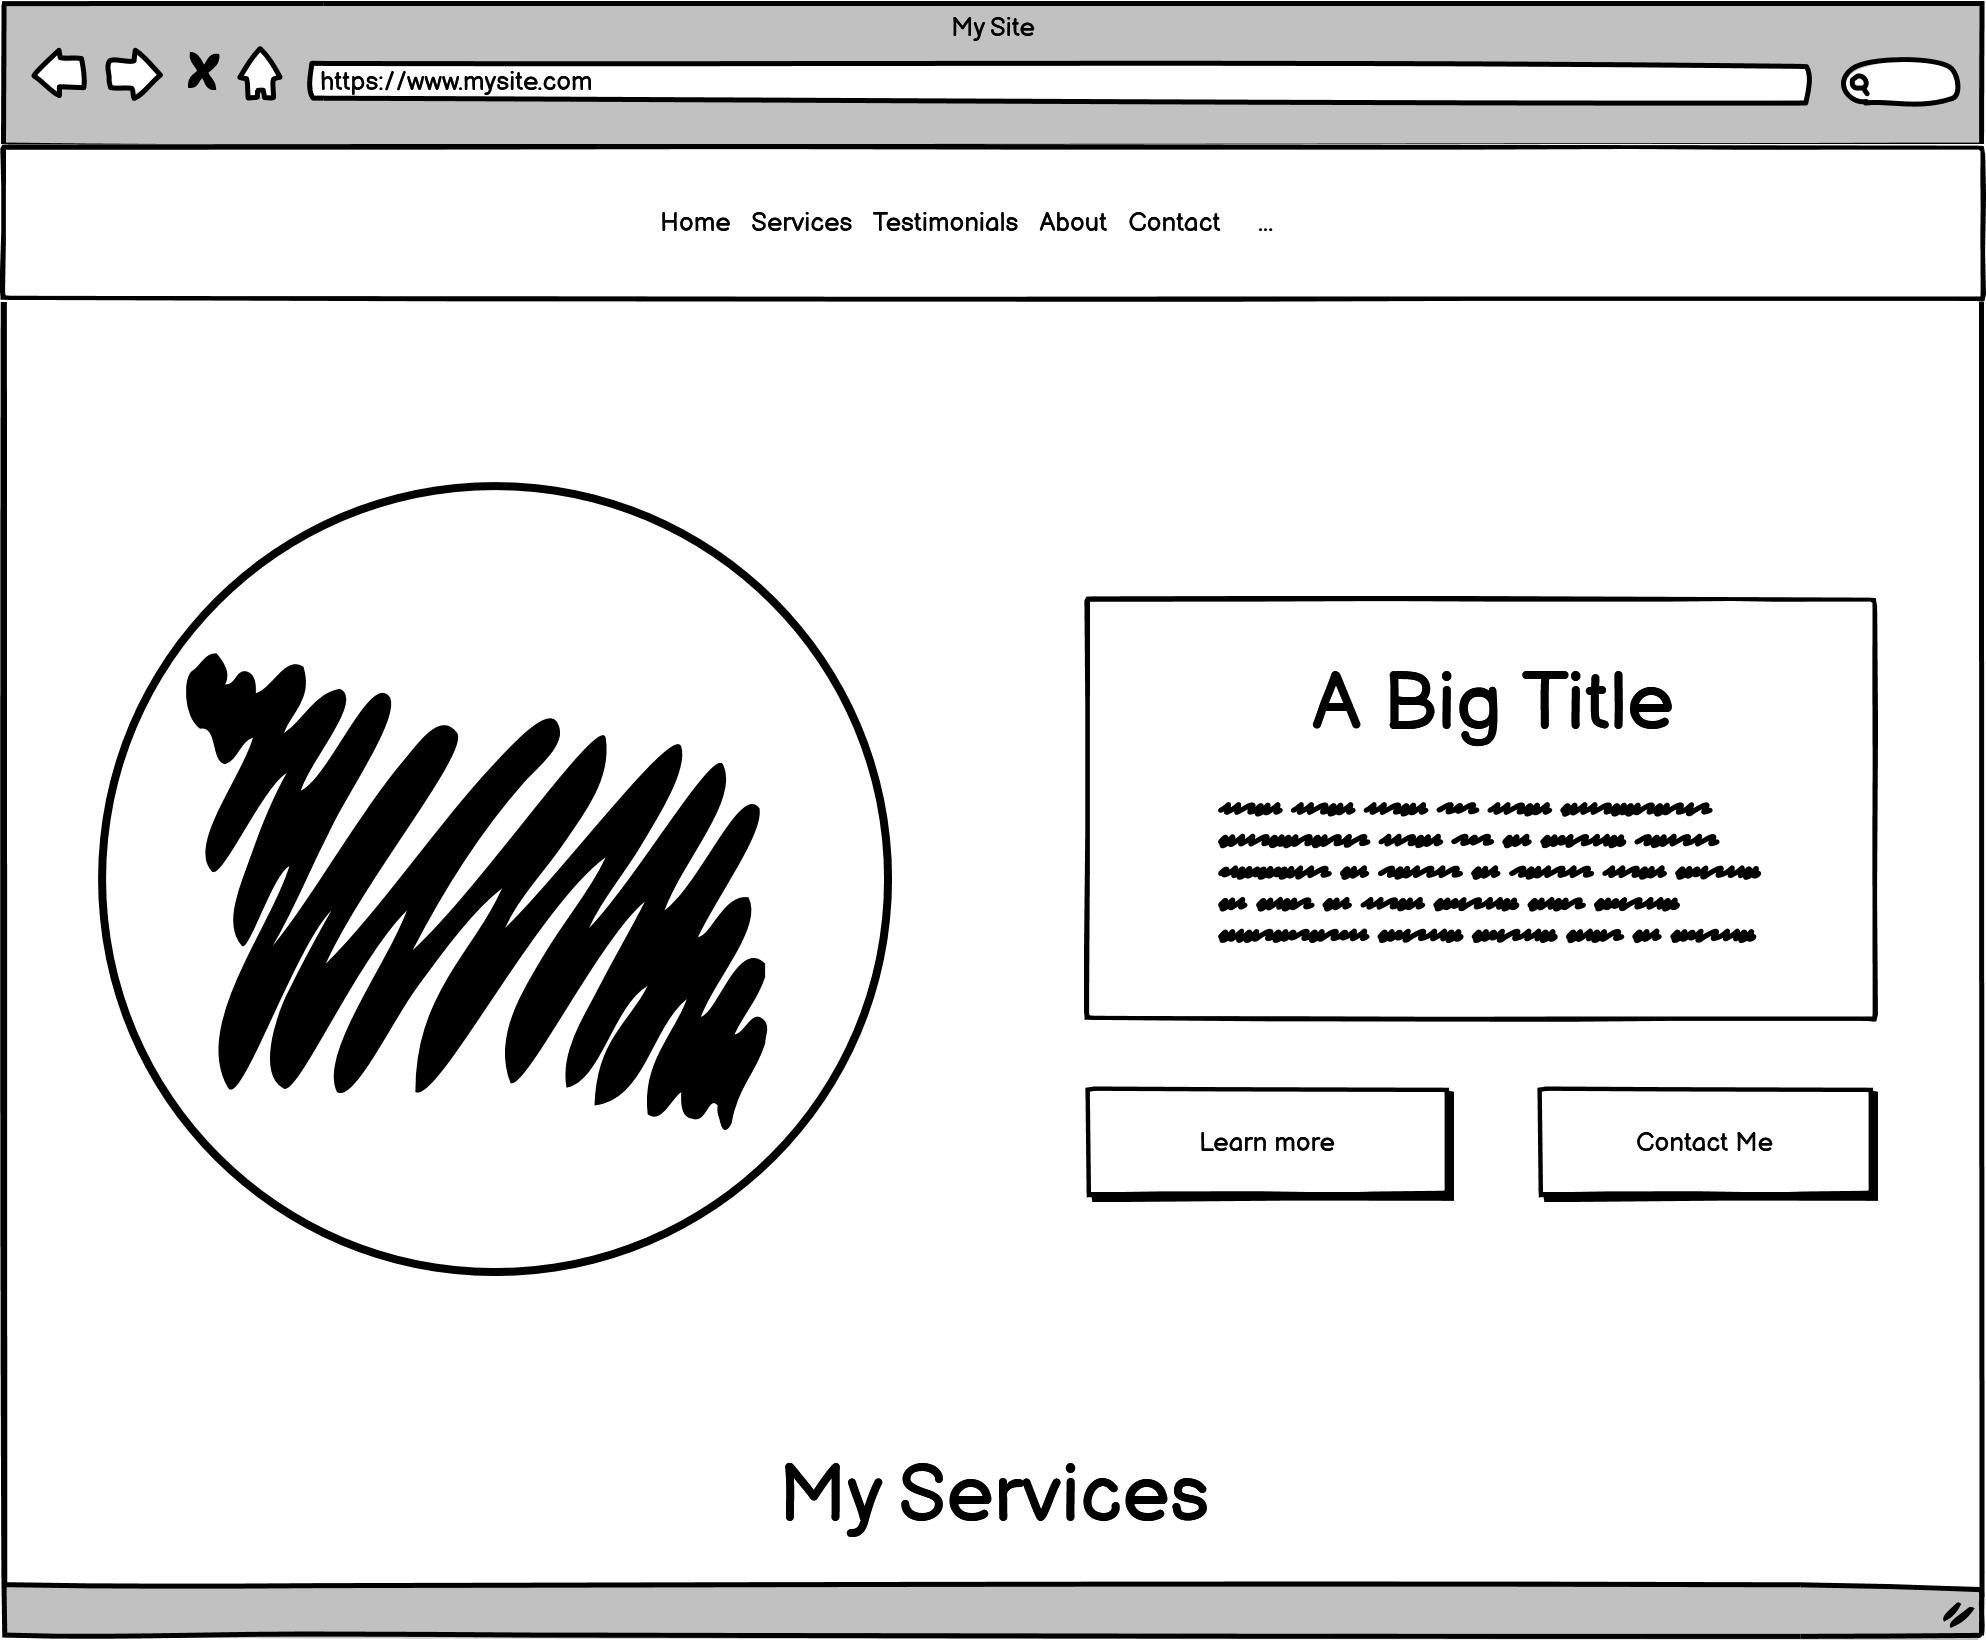 My Site
https://www.mysite.com
Home Services Testimonials About Contact ...
A Big Title
Learn more
Contact Me
My Services